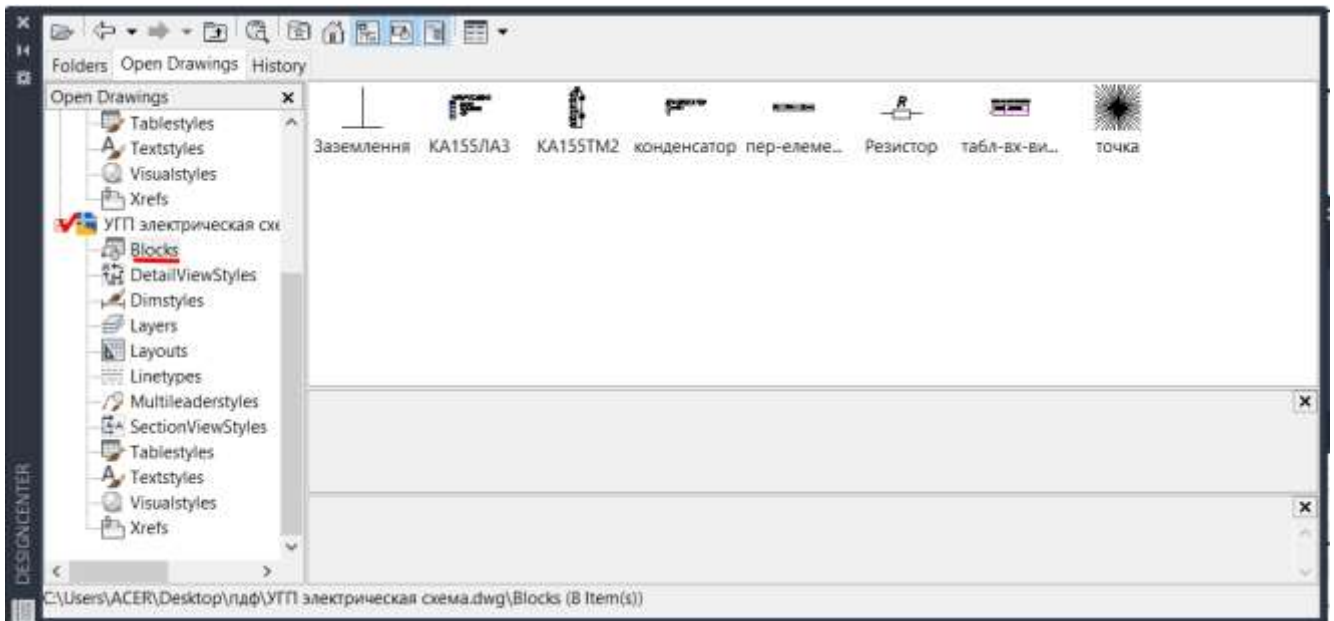 Folders Open Drawings History
Open Drawings
Tablestyles
Textstyles
Visualstyles
Xrefs
УГП электрическая схе
Blocks
DetailViewStyles
Dimstyles
Layers
Layouts
Linetypes
Multileaderstyles
SectionViewStyles
Tablestyles
Textstyles
Visualstyles
Xrefs
R
Заземлення КА155ЛА3 КА155ТМ2 конденсатор пер-елеме... Резистор табл-вх-ви... точка
DESIGNCENTER
C:\Users\ACER\Desktop\пдф\УГП электрическая схема.dwg\Blocks (8 Item(s))